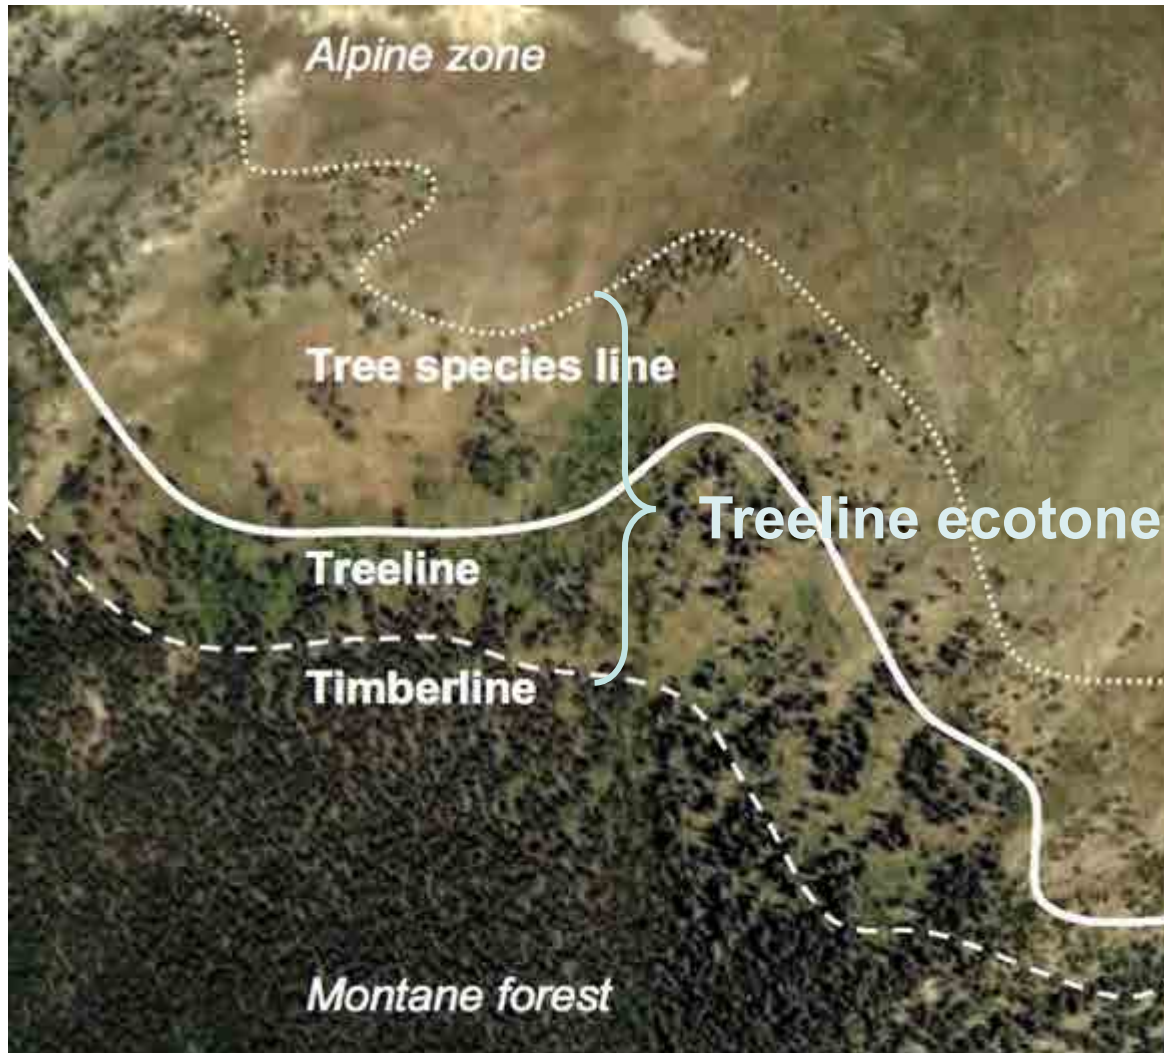 Alpine zone
Tree species line
Treeline ecotone
Treeline
Timberline
Montane forest